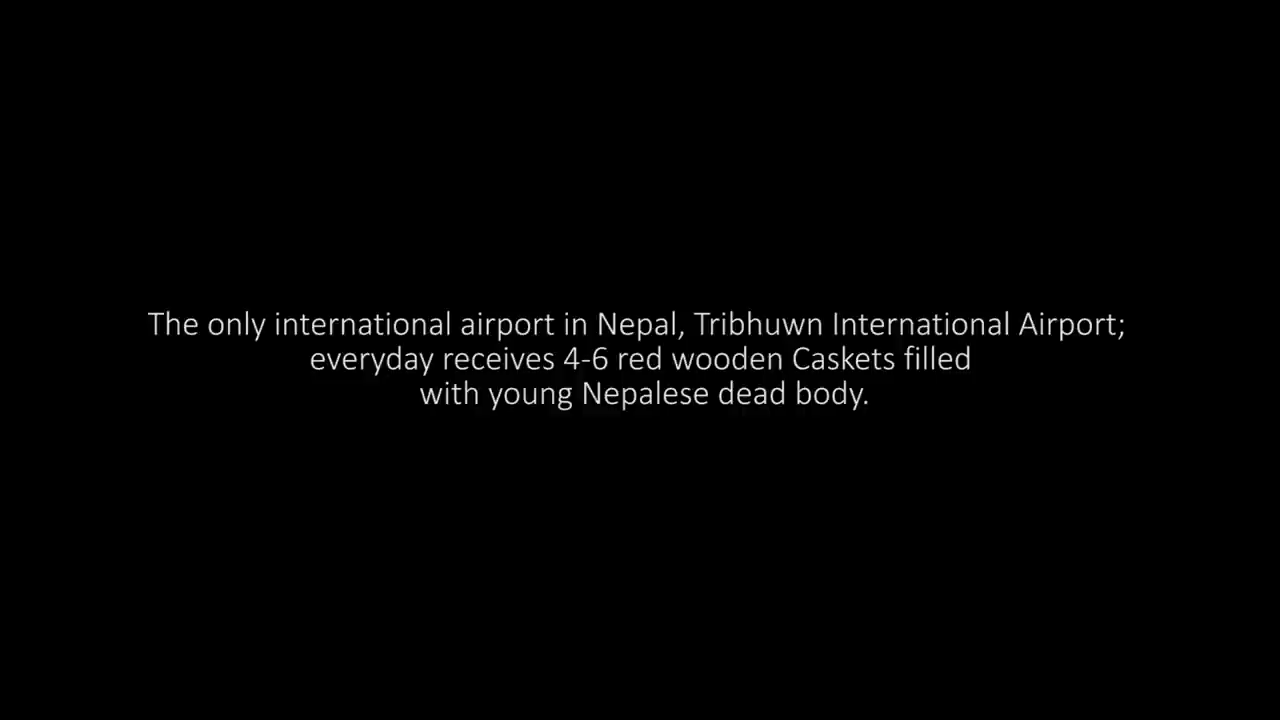 The only international airport in Nepal, Tribhuwn International Airport;
everyday receives 4-6 red wooden Caskets filled
with young Nepalese dead body.